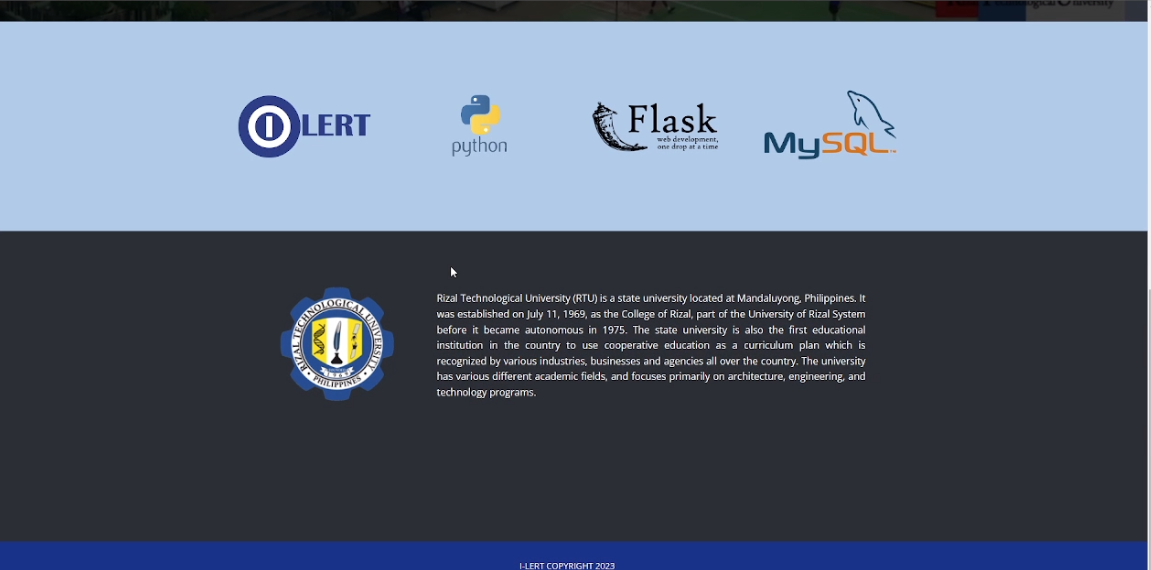 Technological University
I LERT
python
Flask
web development,
one drop at a time
MySQL™
RIZAL TECHNOLOGICAL UNIVERSITY
1969
PHILIPPINES
Rizal Technological University (RTU) is a state university located at Mandaluyong, Philippines. It
was established on July 11, 1969, as the College of Rizal, part of the University of Rizal System
before it became autonomous in 1975. The state university is also the first educational
institution in the country to use cooperative education as a curriculum plan which is
recognized by various industries, businesses and agencies all over the country. The university
has various different academic fields, and focuses primarily on architecture, engineering, and
technology programs.
I-LERT COPYRIGHT 2023